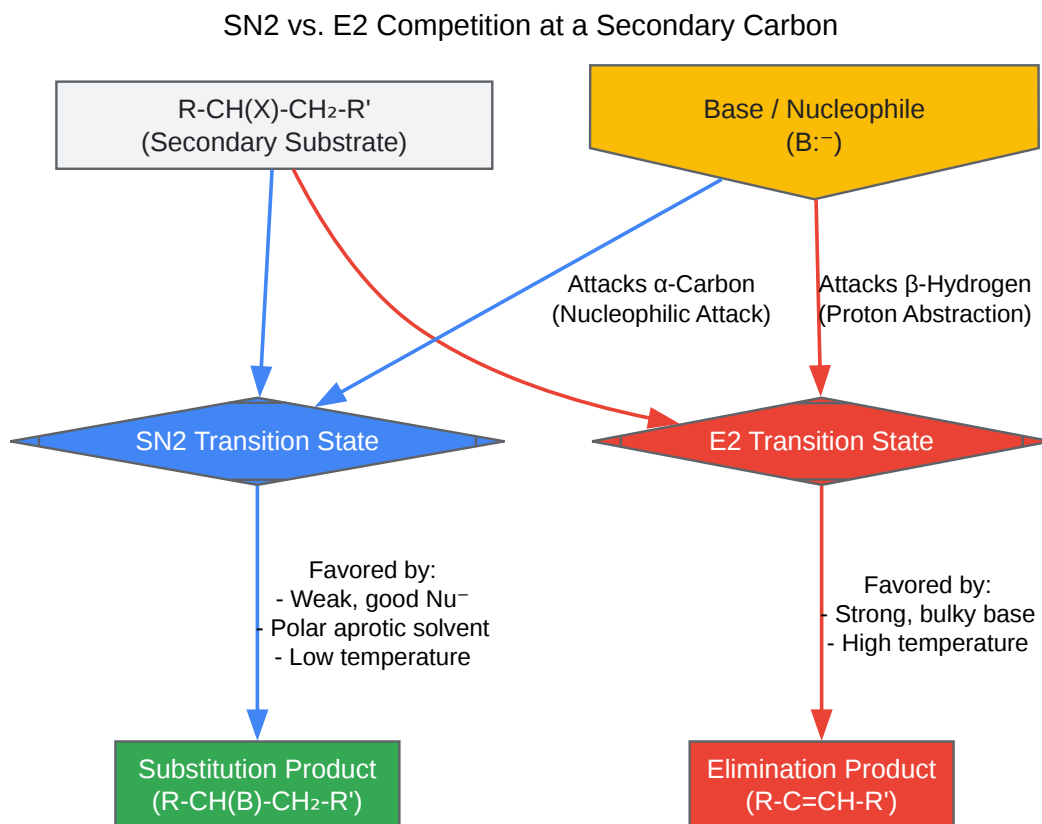 SN2 vs. E2 Competition at a Secondary Carbon
R-CH(X)-CH₂-R'
(Secondary Substrate)
Base / Nucleophile
(B:⁻)
Attacks α-Carbon
(Nucleophilic Attack)
Attacks β-Hydrogen
(Proton Abstraction)
SN2 Transition State
E2 Transition State
Favored by:
- Weak, good Nu⁻
- Polar aprotic solvent
- Low temperature
Favored by:
- Strong, bulky base
- High temperature
Substitution Product
(R-CH(B)-CH₂-R')
Elimination Product
(R-C=CH-R')